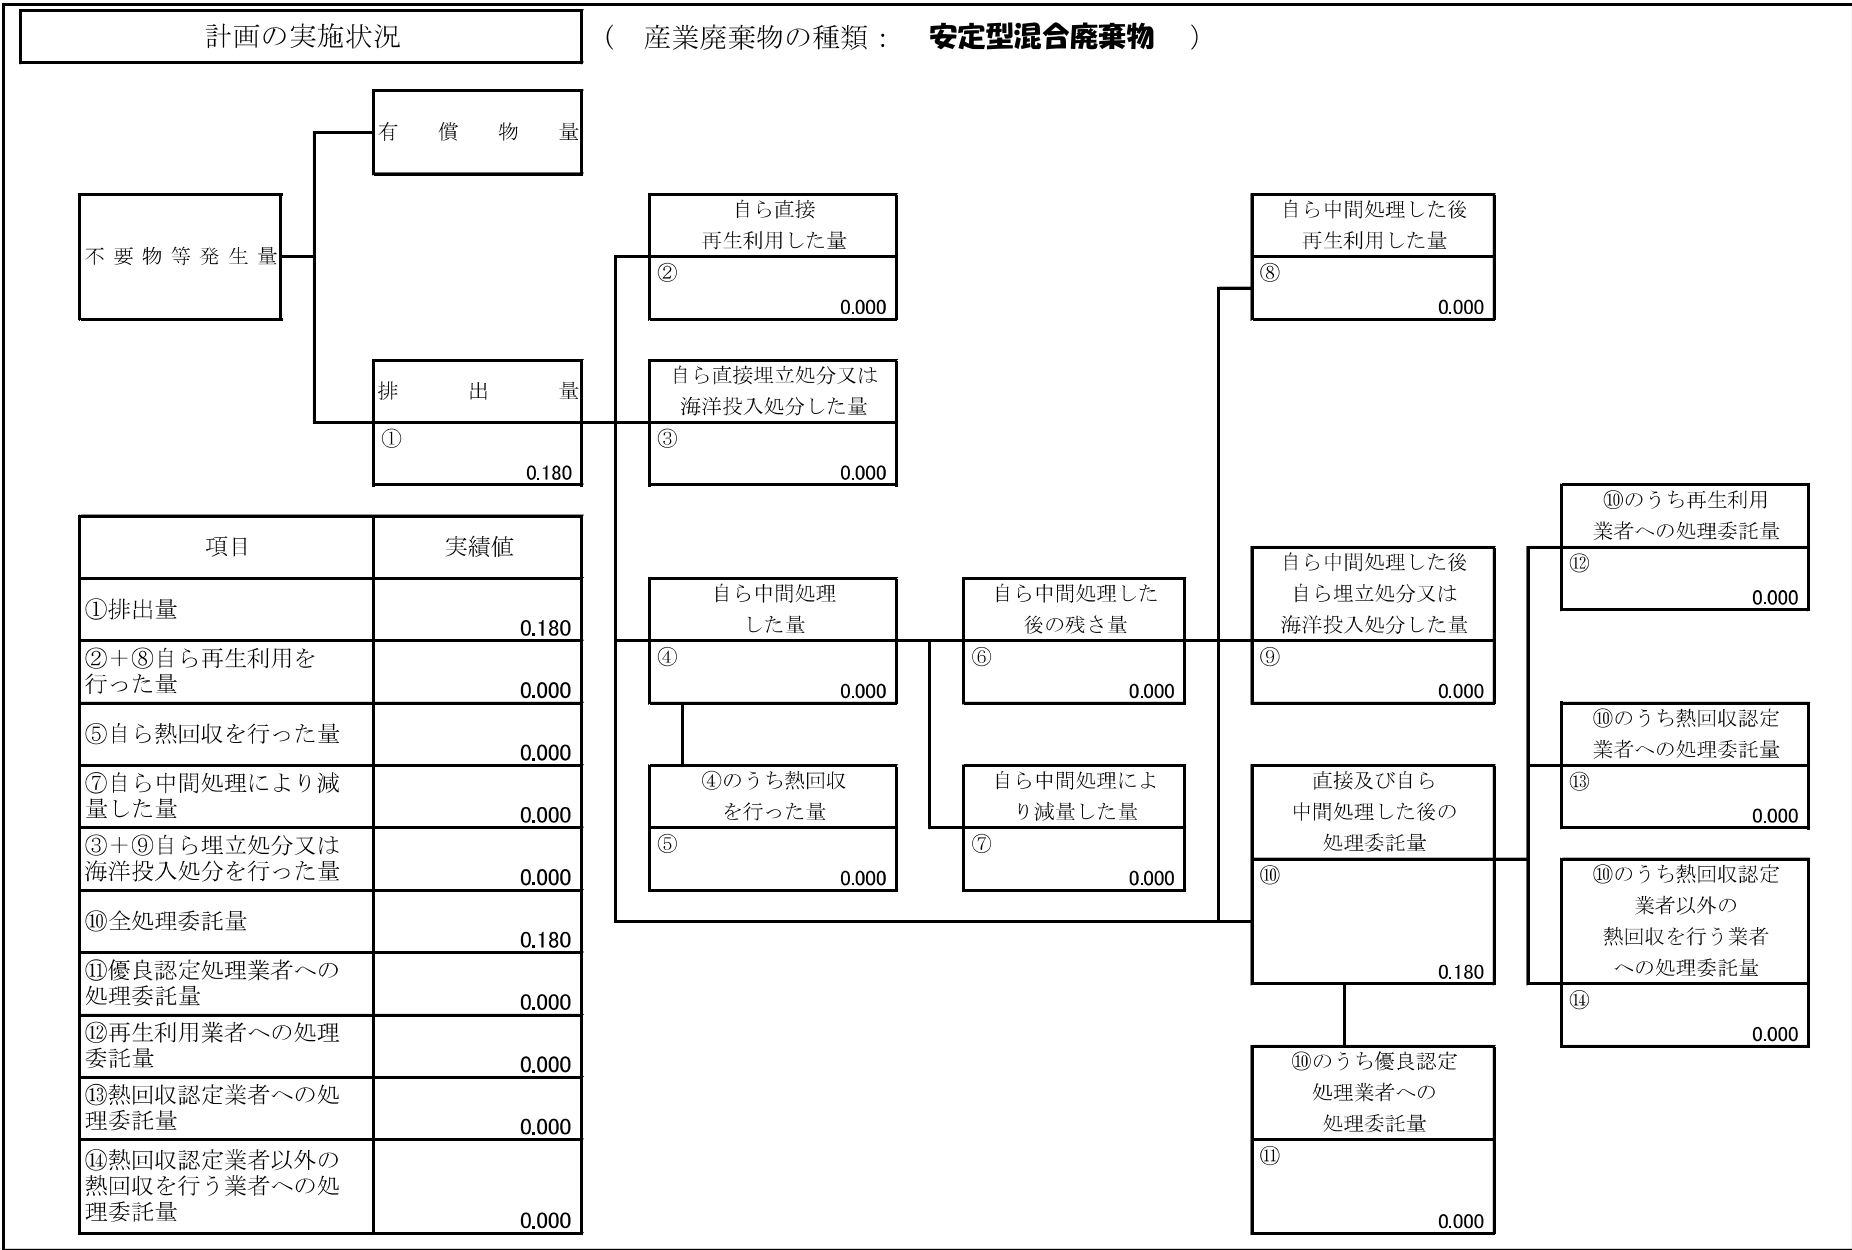 計画の実施状況
（　産業廃棄物の種類：　安定型混合廃棄物　）
有償物量
不要物等発生量
自ら直接
再生利用した量
②
0.000
自ら中間処理した後
再生利用した量
⑧
0.000
排出量
①
0.180
自ら直接埋立処分又は
海洋投入処分した量
③
0.000
項目 実績値
①排出量
0.180
②＋⑧自ら再生利用を
行った量
0.000
⑤自ら熱回収を行った量
0.000
⑦自ら中間処理により減
量した量
0.000
③＋⑨自ら埋立処分又は
海洋投入処分を行った量
0.000
⑩全処理委託量
0.180
⑪優良認定処理業者への
処理委託量
0.000
⑫再生利用業者への処理
委託量
0.000
⑬熱回収認定業者への処
理委託量
0.000
⑭熱回収認定業者以外の
熱回収を行う業者への処
理委託量
0.000
自ら中間処理
した量
④
0.000
自ら中間処理した
後の残さ量
⑥
0.000
自ら中間処理した後
自ら埋立処分又は
海洋投入処分した量
⑨
0.000
④のうち熱回収
を行った量
⑤
0.000
自ら中間処理によ
り減量した量
⑦
0.000
直接及び自ら
中間処理した後の
処理委託量
⑩
0.180
⑩のうち優良認定
処理業者への
処理委託量
⑪
0.000
⑩のうち再生利用
業者への処理委託量
⑫
0.000
⑩のうち熱回収認定
業者への処理委託量
⑬
0.000
⑩のうち熱回収認定
業者以外の
熱回収を行う業者
への処理委託量
⑭
0.000